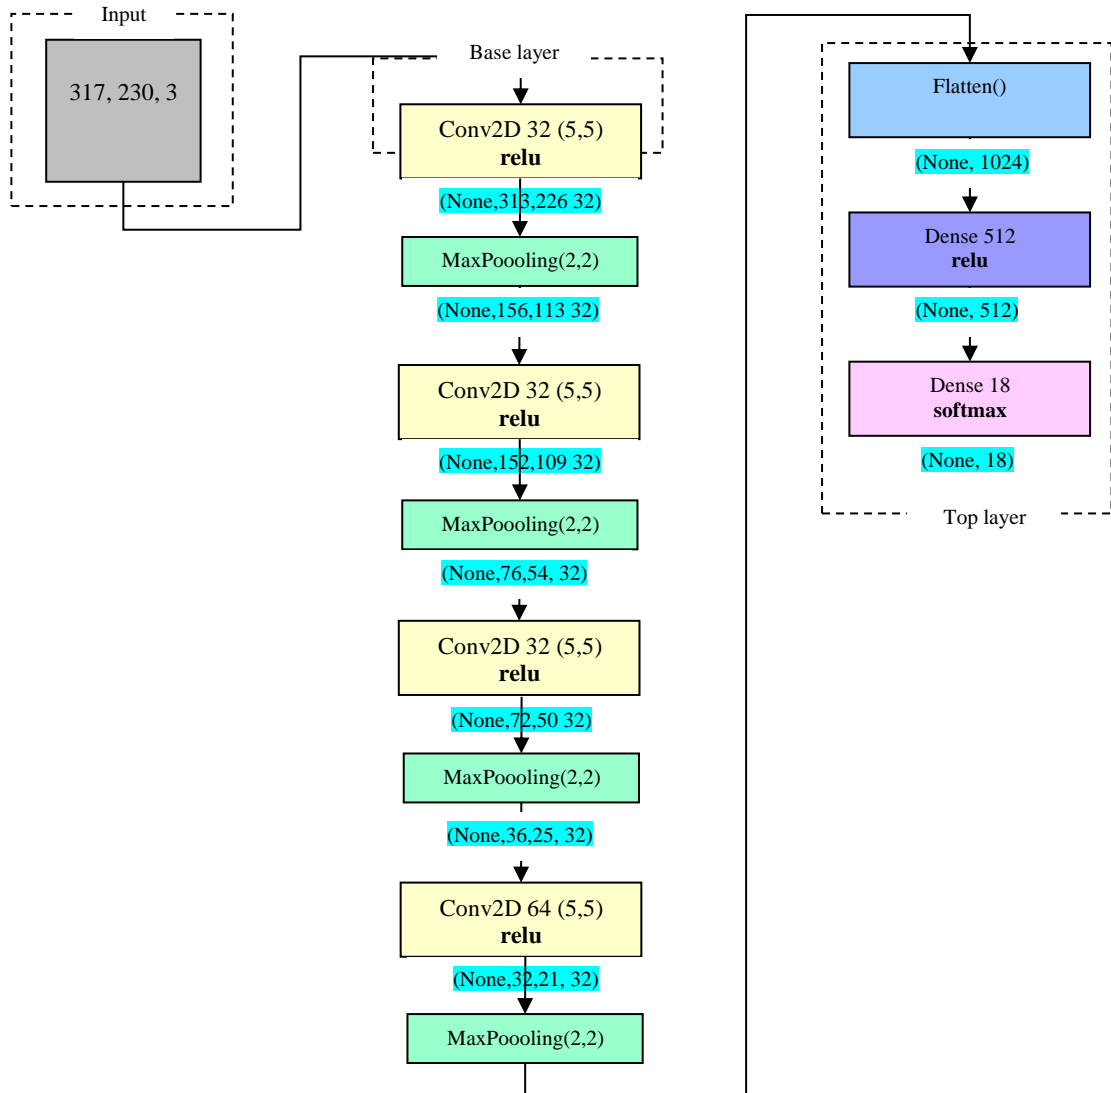 Input
317, 230, 3
Base layer
Conv2D 32 (5,5)
relu
(None,313,226 32)
MaxPoooling(2,2)
(None,156,113 32)
Conv2D 32 (5,5)
relu
(None,152,109 32)
MaxPoooling(2,2)
(None,76,54, 32)
Conv2D 32 (5,5)
relu
(None,72,50 32)
MaxPoooling(2,2)
(None,36,25, 32)
Conv2D 64 (5,5)
relu
(None,32,21, 32)
MaxPoooling(2,2)
Flatten()
(None, 1024)
Dense 512
relu
(None, 512)
Dense 18
softmax
(None, 18)
Top layer